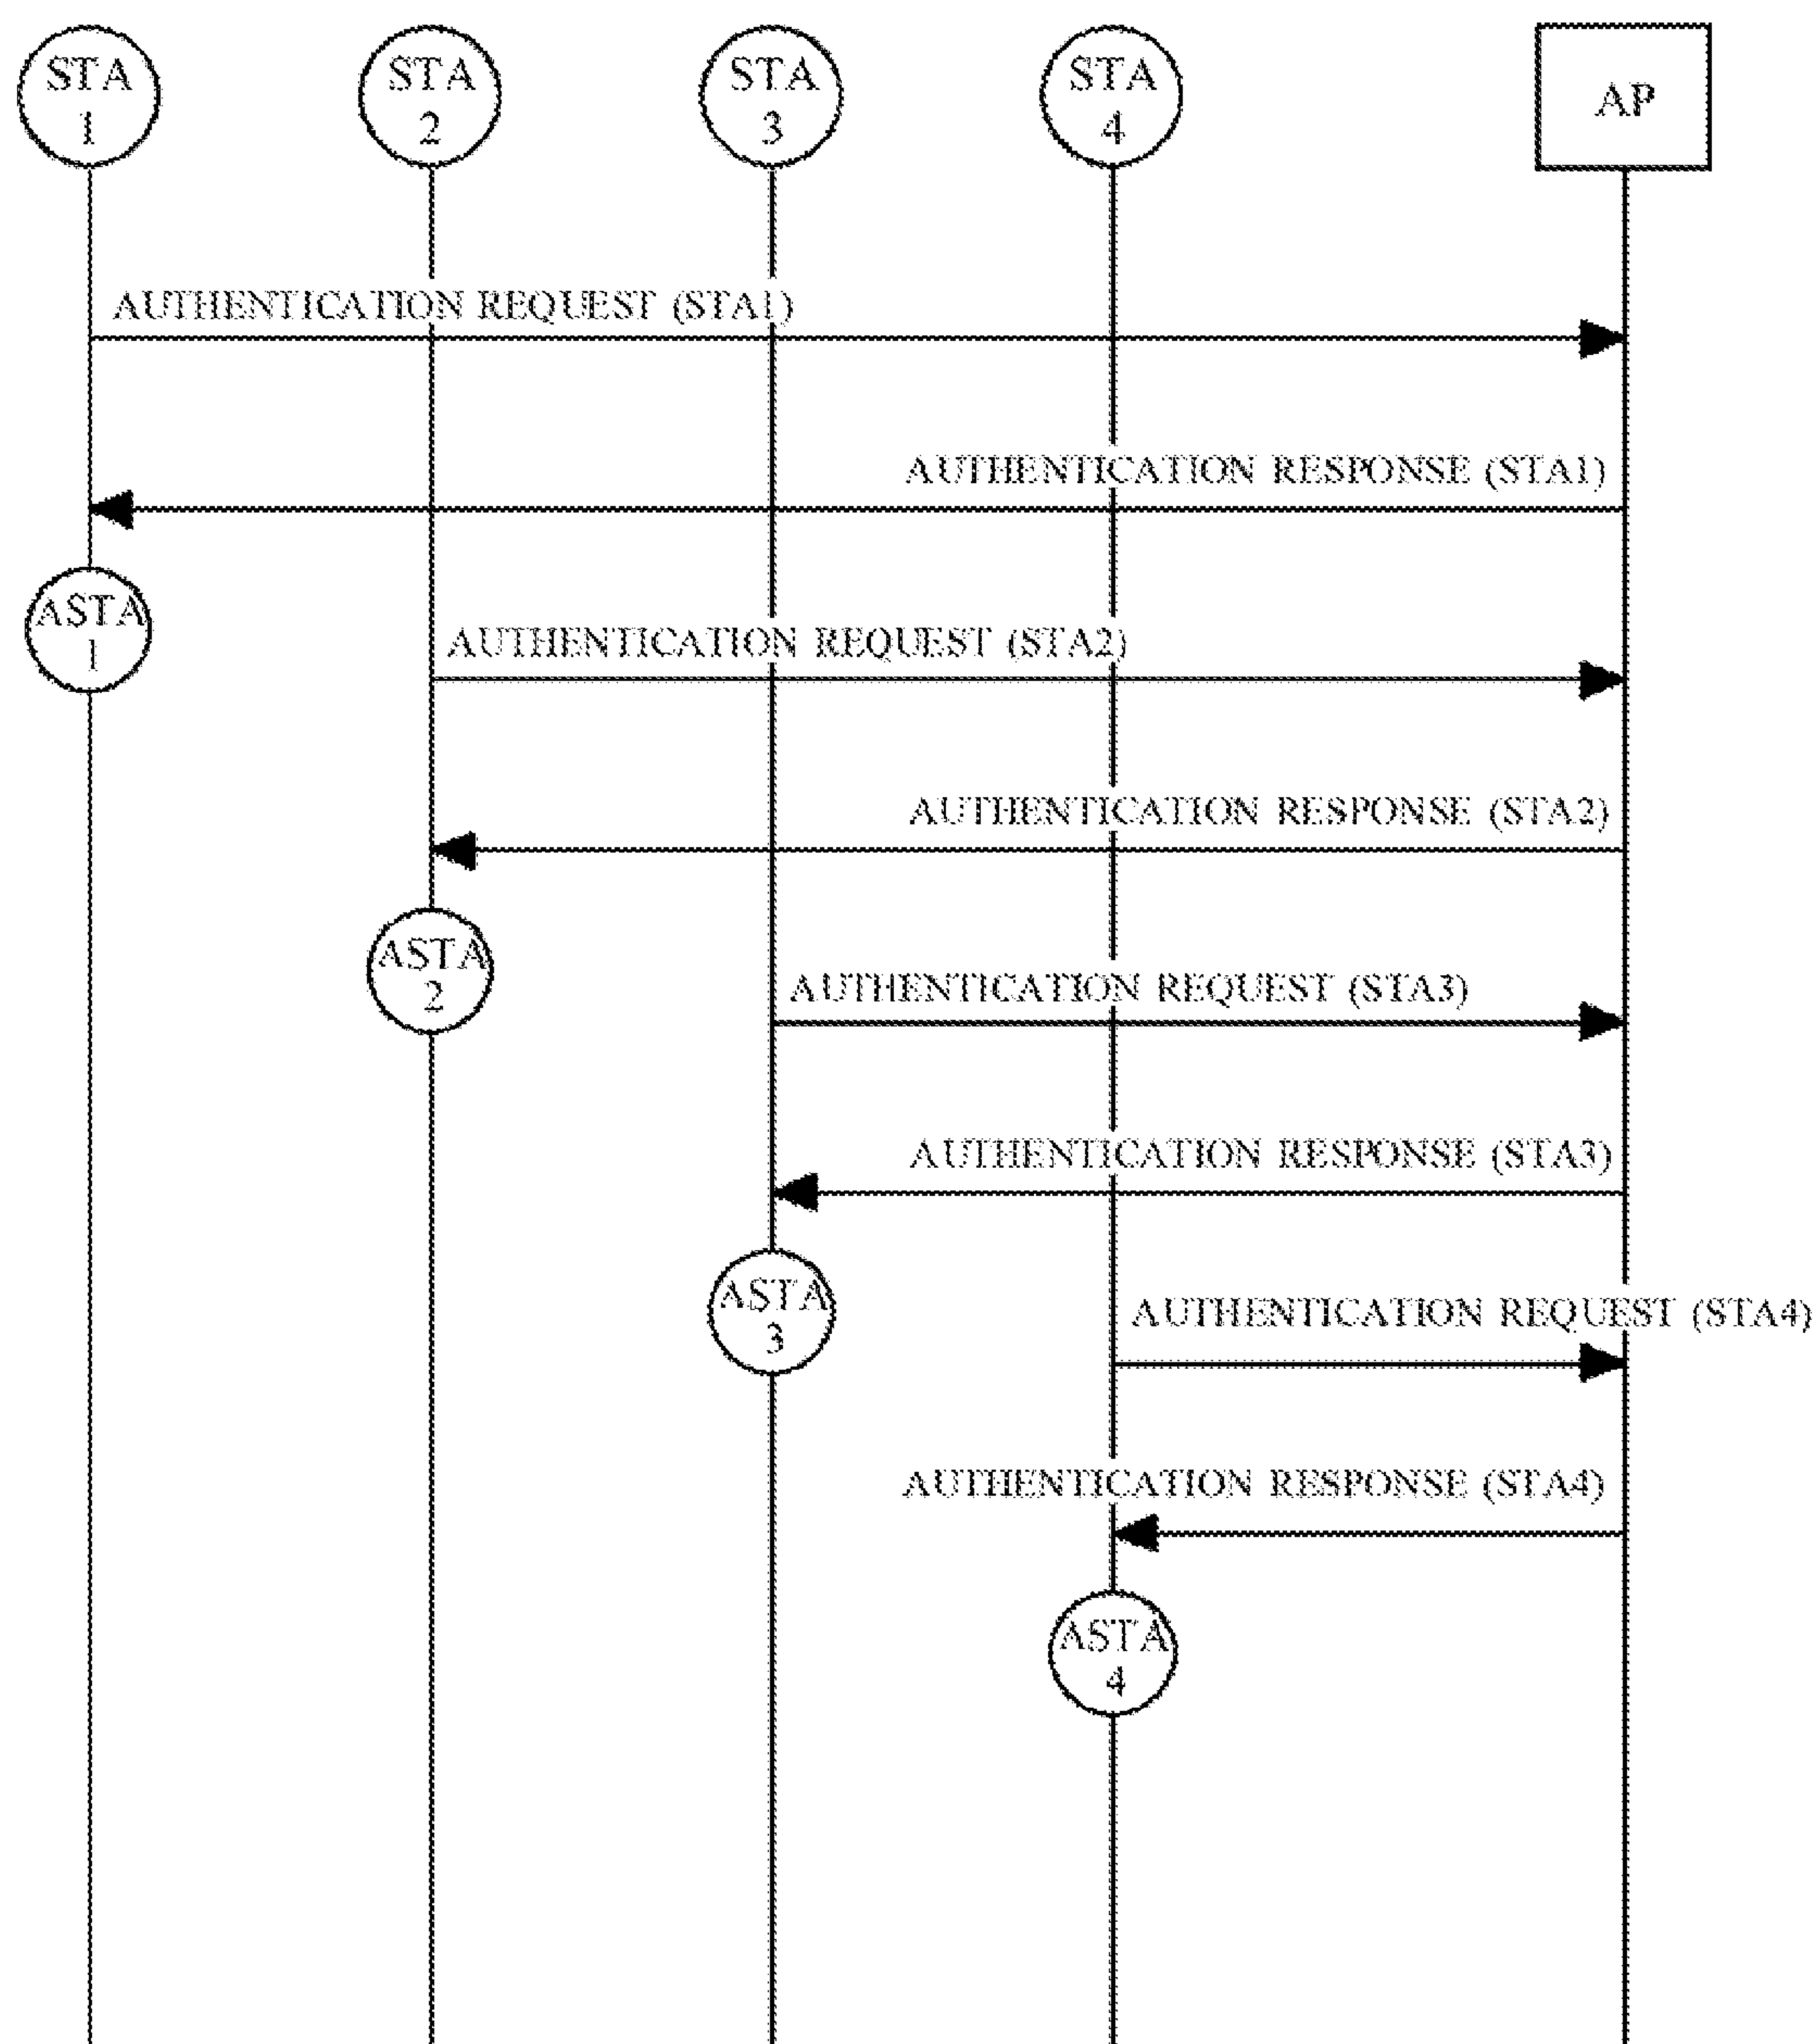 STA
1
STA
2
STA
3
STA
4
AP
AUTHENTICATION REQUEST (STA1)
AUTHENTICATION RESPONSE (STA1)
ASTA
1
AUTHENTICATION REQUEST (STA2)
AUTHENTICATION RESPONSE (STA2)
ASTA
2
AUTHENTICATION REQUEST (STA3)
AUTHENTICATION RESPONSE (STA3)
ASTA
3
AUTHENTICATION REQUEST (STA4)
AUTHENTICATION RESPONSE (STA4)
ASTA
4